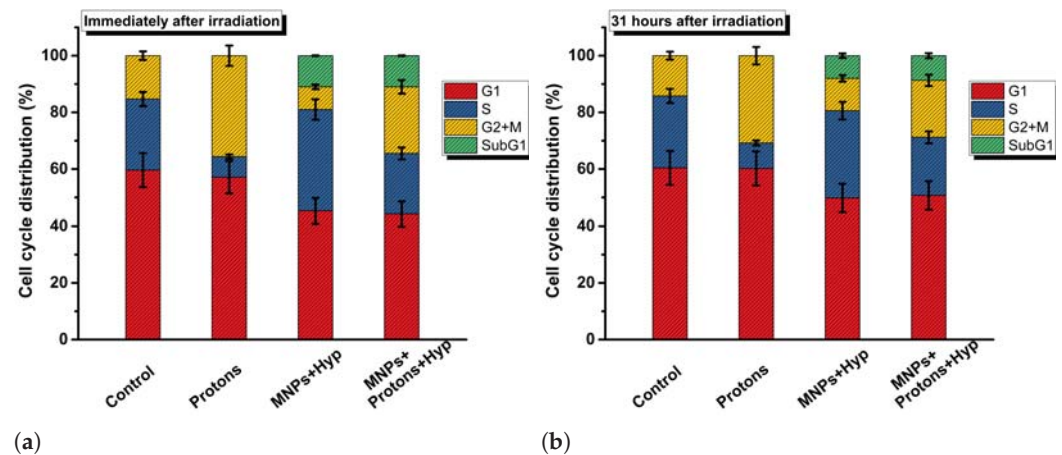 Immediately after irradiation
100
80
60
40
20
0
Cell cycle distribution (%)
G1
S
G2+M
SubG1
Control
Protons
MNPs+Hyp
MNPs+
Protons+Hyp
(a)
31 hours after irradiation
100
80
60
40
20
0
Cell cycle distribution (%)
G1
S
G2+M
SubG1
Control
Protons
MNPs+Hyp
MNPs+
Protons+Hyp
(b)